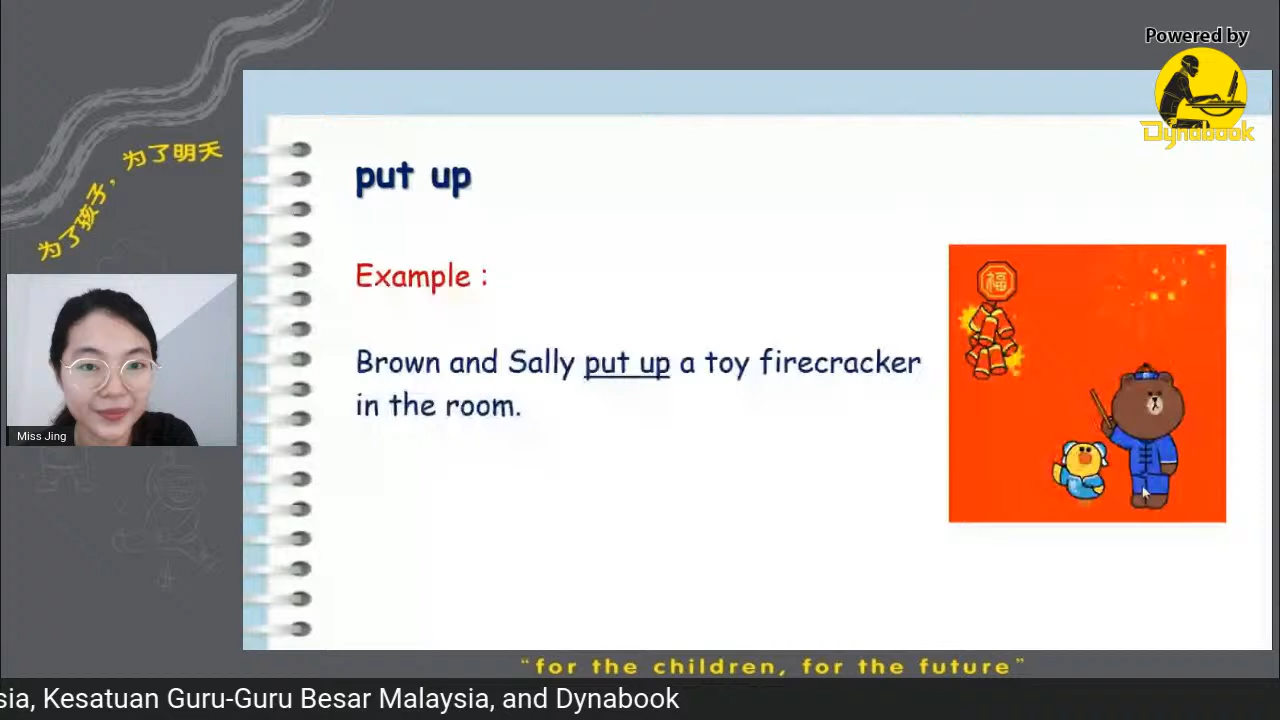 Powered by
Dynabook
为了孩子，为了明天
put up
Example :
Brown and Sally put up a toy firecracker
in the room.
福
Miss Jing
“for the children, for the future”
sia, Kesatuan Guru-Guru Besar Malaysia, and Dynabook